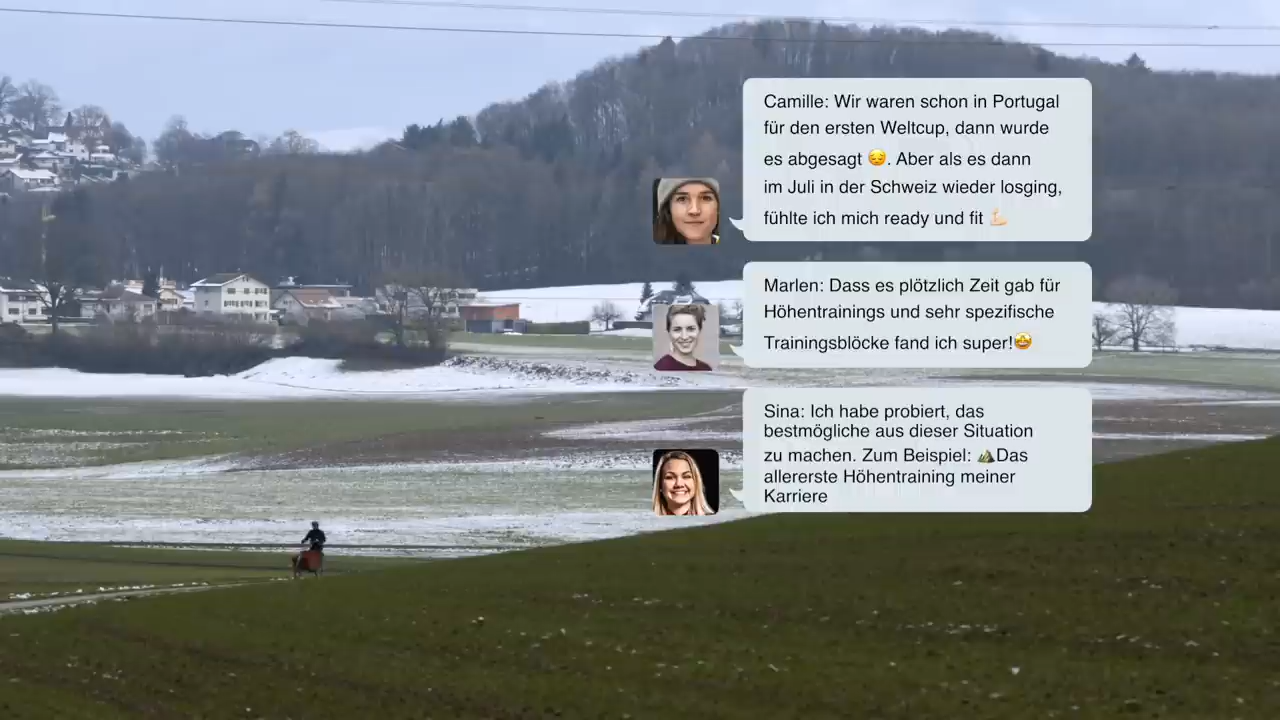 Camille: Wir waren schon in Portugal
für den ersten Weltcup, dann wurde
es abgesagt 😔. Aber als es dann
im Juli in der Schweiz wieder losging,
fühlte ich mich ready und fit 💪🏻
Marlen: Dass es plötzlich Zeit gab für
Höhentrainings und sehr spezifische
Trainingsblöcke fand ich super!🤩
Sina: Ich habe probiert, das
bestmögliche aus dieser Situation
zu machen. Zum Beispiel: 🏔️Das
allererste Höhentraining meiner
Karriere